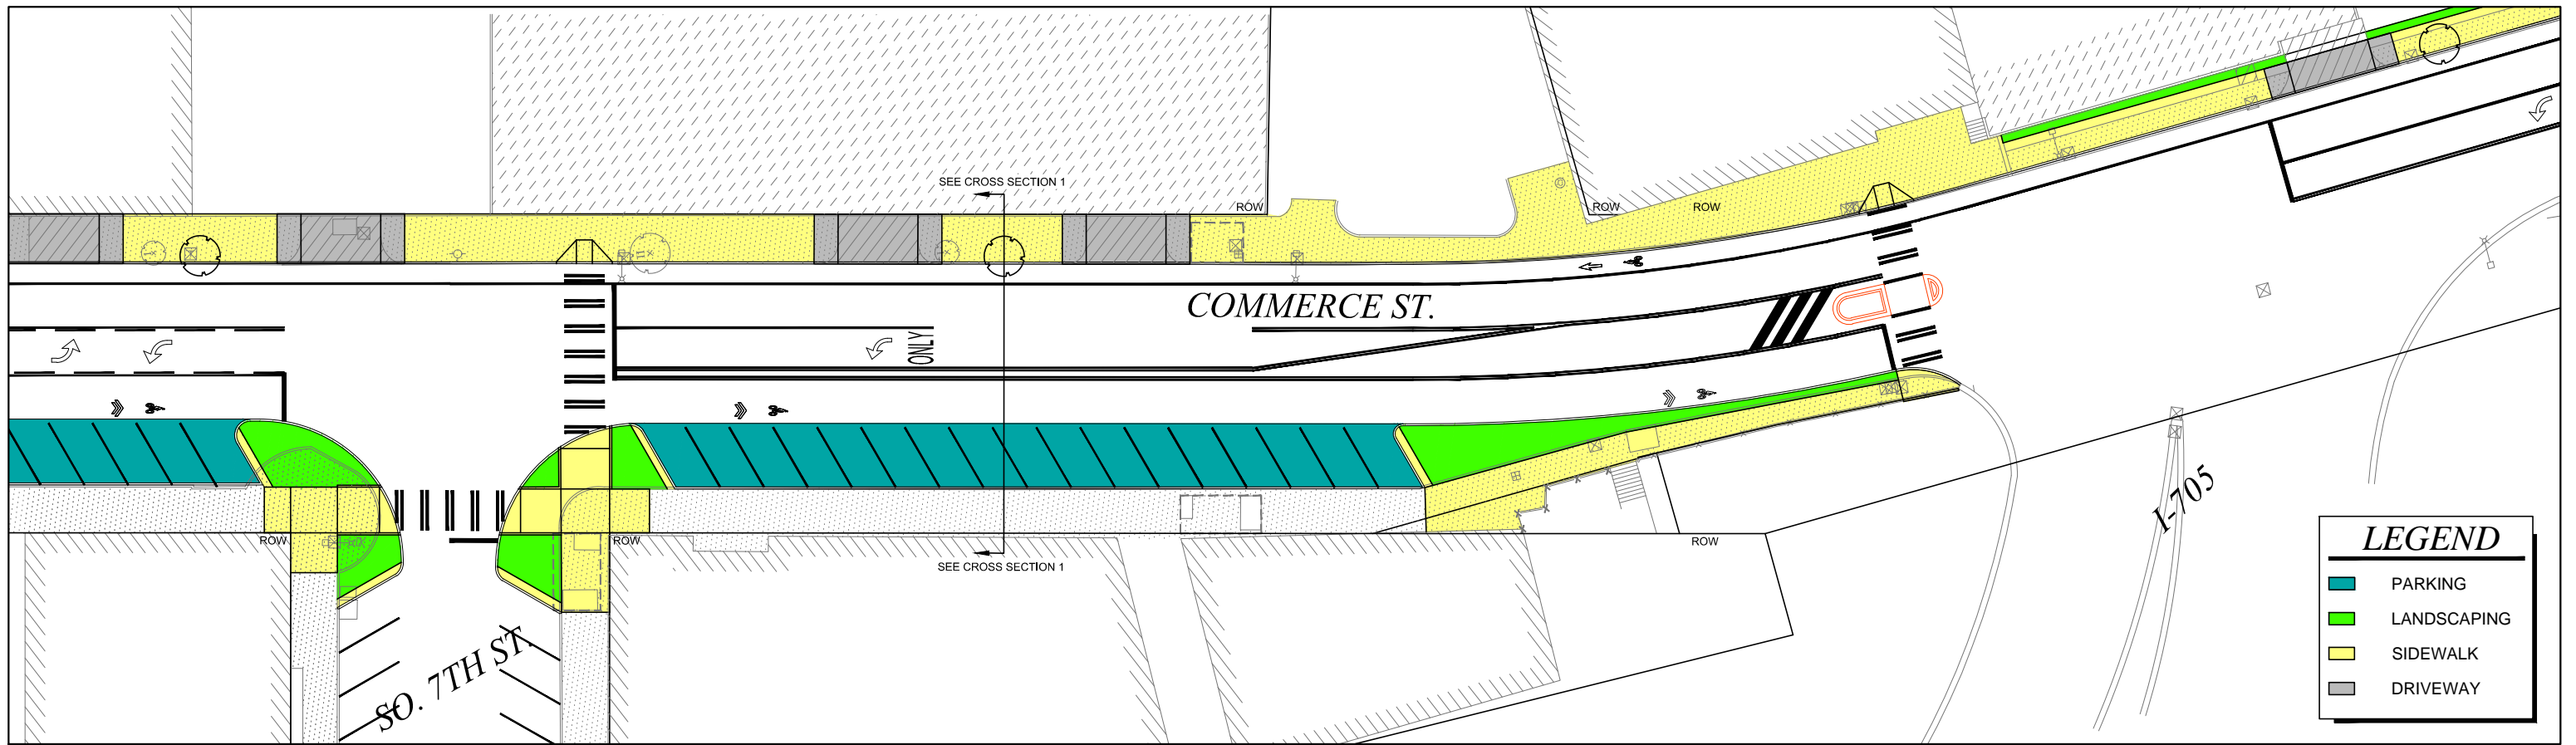 SEE CROSS SECTION 1
ROW
ROW
ROW
COMMERCE ST.
ONLY
I-705
ROW
ROW
ROW
SEE CROSS SECTION 1
SO. 7TH ST.
LEGEND
PARKING
LANDSCAPING
SIDEWALK
DRIVEWAY